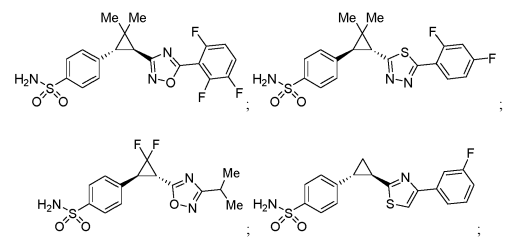 Me Me
F
N
H₂N S N O
O O F F ;
Me Me
S F
F
H₂N S N N
O O ;
F F
Me
N
O N Me
H₂N S
O O ;
F
N
S
H₂N S
O O ;